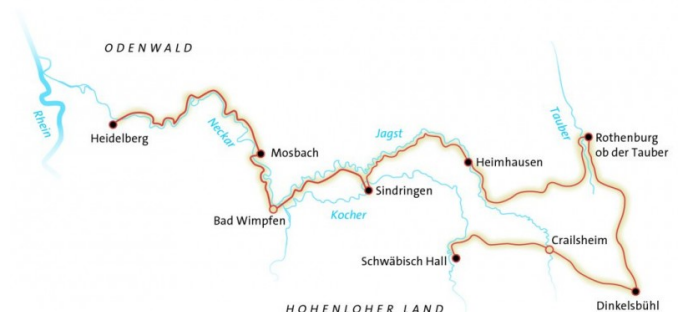 ODENWALD
Rhein
Heidelberg
Neckar
Mosbach
Jagst
Tauber
Rothenburg
ob der Tauber
Heimhausen
Sindringen
Bad Wimpfen
Kocher
Crailsheim
Schwäbisch Hall
Dinkelsbühl
HOHENLOHER LAND